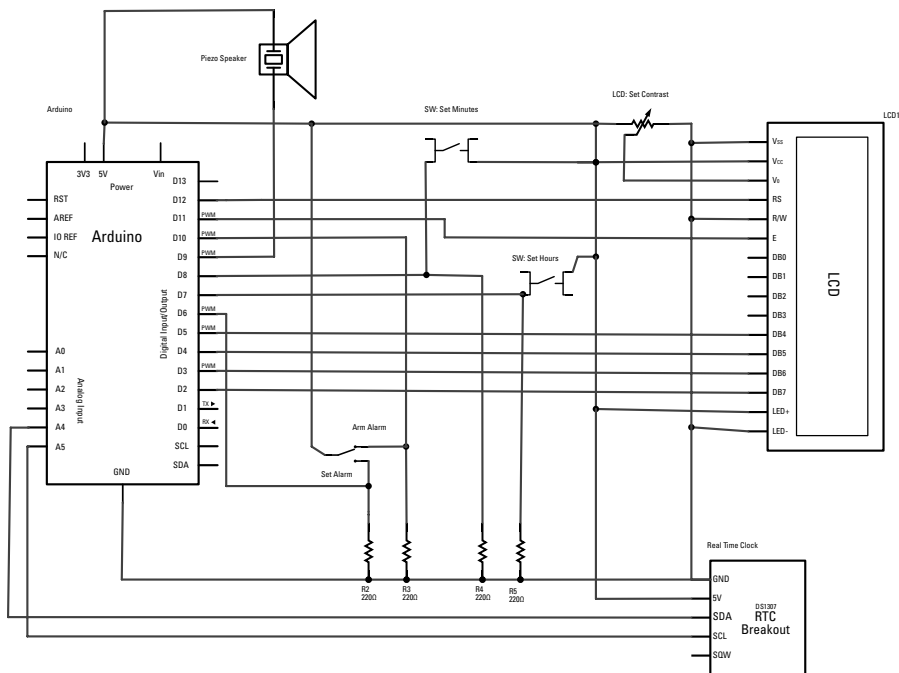 Piezo Speaker
Arduino
SW: Set Minutes
LCD: Set Contrast
LCD1
3V3 5V Vin
Power
RST
AREF
IO REF
N/C
Arduino
D13
D12
D11 PWM
D10 PWM
D9 PWM
D8
D7
D6 PWM
D5 PWM
D4
D3 PWM
D2
D1 TX ►
D0 RX ◄
SCL
SDA
Digital Input/Output
A0
A1
A2
A3
A4
A5
Analog Input
GND
SW: Set Hours
Arm Alarm
Set Alarm
R2
220Ω
R3
220Ω
R4
220Ω
R5
220Ω
Vss
Vcc
V0
RS
R/W
E
DB0
DB1
DB2
DB3
DB4
DB5
DB6
DB7
LED+
LED-
LCD
Real Time Clock
GND
5V
SDA
SCL
SQW
DS1307
RTC
Breakout